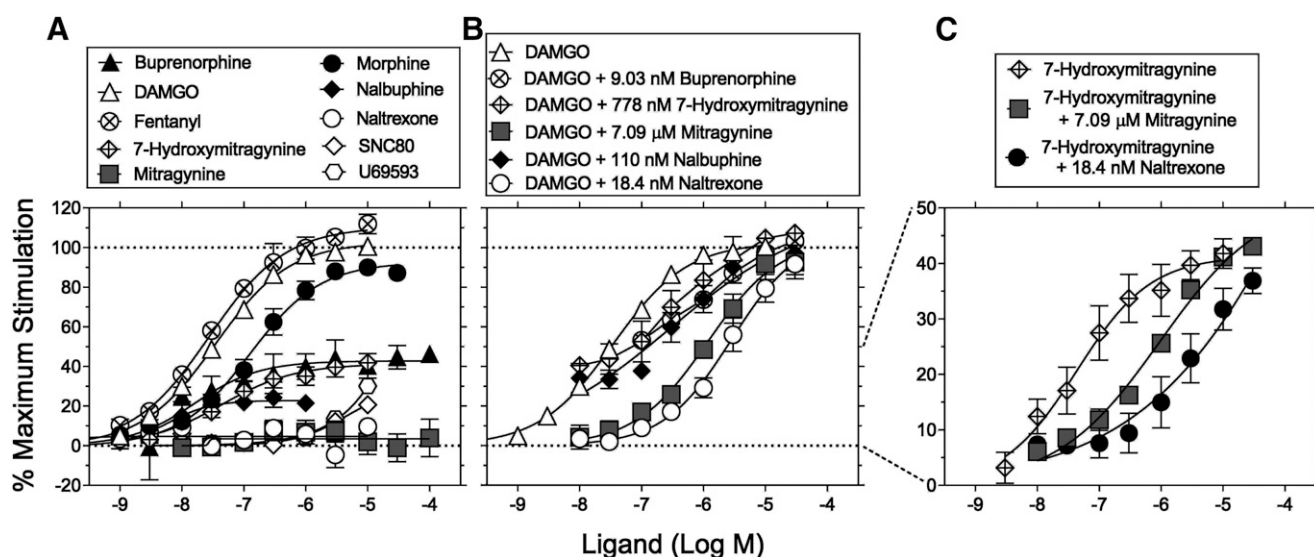 A
Buprenorphine
DAMGO
Fentanyl
7-Hydroxymitragynine
Mitragynine
Morphine
Nalbuphine
Naltrexone
SNC80
U69593
B
DAMGO
DAMGO + 9.03 nM Buprenorphine
DAMGO + 778 nM 7-Hydroxymitragynine
DAMGO + 7.09 μM Mitragynine
DAMGO + 110 nM Nalbuphine
DAMGO + 18.4 nM Naltrexone
C
7-Hydroxymitragynine
7-Hydroxymitragynine
+ 7.09 μM Mitragynine
7-Hydroxymitragynine
+ 18.4 nM Naltrexone
% Maximum Stimulation
120
100
80
60
40
20
0
-20
-9 -8 -7 -6 -5 -4
-9 -8 -7 -6 -5 -4
50
40
30
20
10
0
-9 -8 -7 -6 -5 -4
Ligand (Log M)